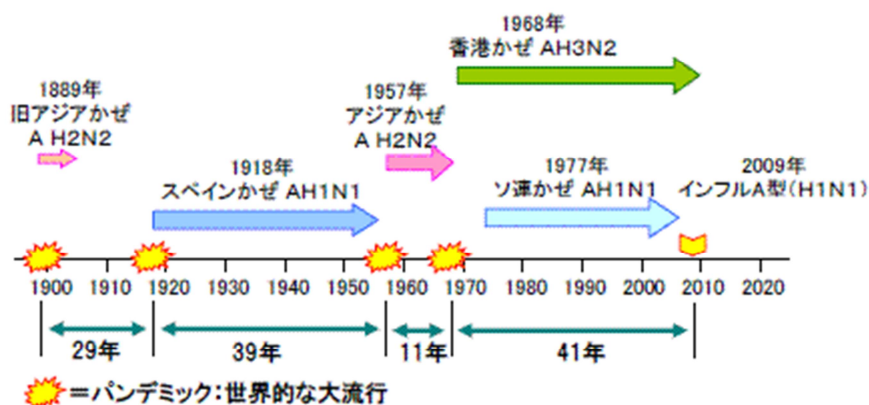 1968年
香港かぜ AH3N2
1889年
旧アジアかぜ
A H2N2
1957年
アジアかぜ
A H2N2
1918年
スペインかぜ AH1N1
1977年
ソ連かぜ AH1N1
2009年
インフルA型(H1N1)
1900 1910 1920 1930 1940 1950 1960 1970 1980 1990 2000 2010 2020
29年 39年 11年 41年
=パンデミック:世界的な大流行